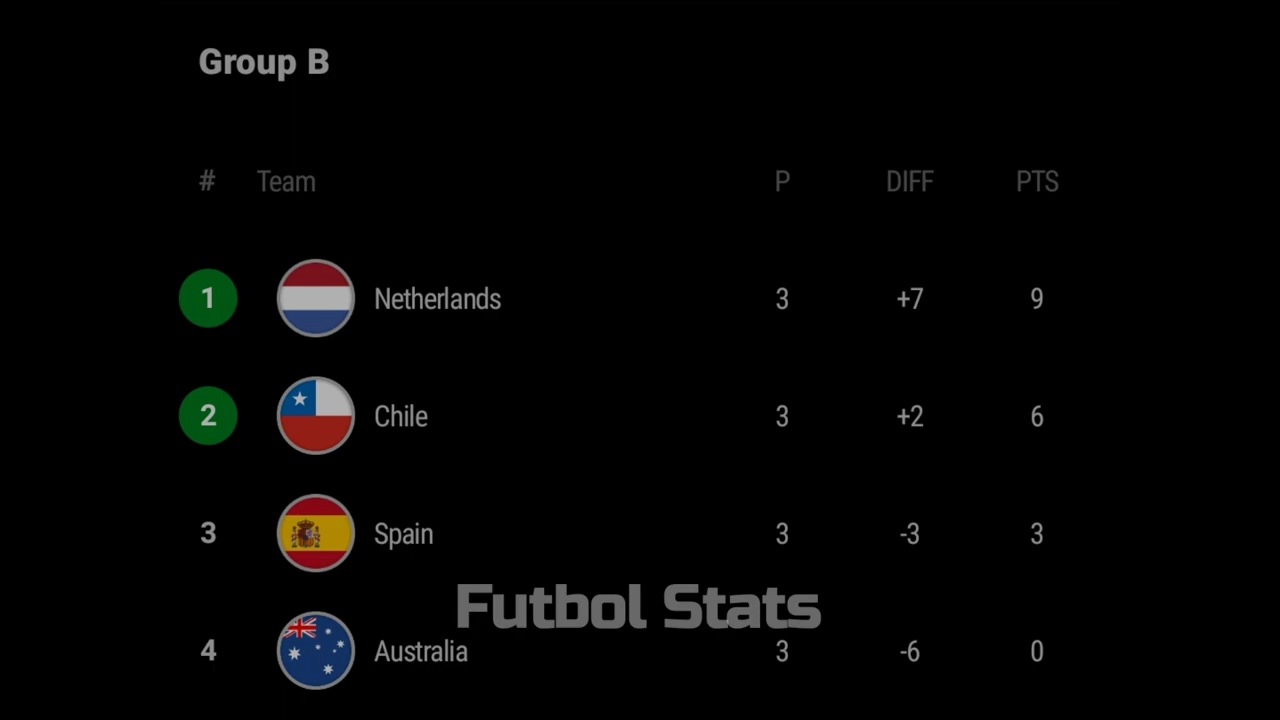 Group B
# Team P DIFF PTS
1 Netherlands 3 +7 9
2 Chile 3 +2 6
3 Spain 3 -3 3
Futbol Stats
4 Australia 3 -6 0